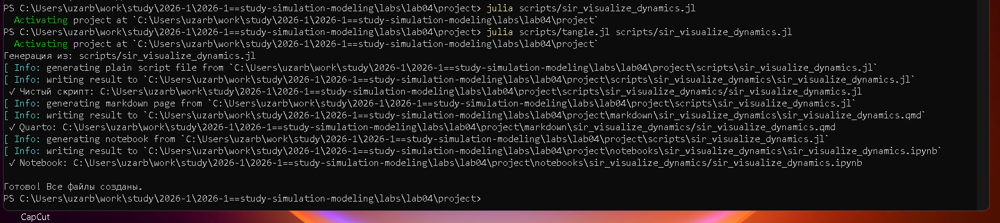 PS C:\Users\uzarb\work\study\2026-1\2026-1==study-simulation-modeling\labs\lab04\project> julia scripts/sir_visualize_dynamics.jl
  Activating project at `C:\Users\uzarb\work\study\2026-1\2026-1==study-simulation-modeling\labs\lab04\project`
PS C:\Users\uzarb\work\study\2026-1\2026-1==study-simulation-modeling\labs\lab04\project> julia scripts/tangle.jl scripts/sir_visualize_dynamics.jl
  Activating project at `C:\Users\uzarb\work\study\2026-1\2026-1==study-simulation-modeling\labs\lab04\project`
Генерация из: scripts/sir_visualize_dynamics.jl
[ Info: generating plain script file from `C:\Users\uzarb\work\study\2026-1\2026-1==study-simulation-modeling\labs\lab04\project\scripts\sir_visualize_dynamics.jl`
[ Info: writing result to `C:\Users\uzarb\work\study\2026-1\2026-1==study-simulation-modeling\labs\lab04\project\scripts\sir_visualize_dynamics\sir_visualize_dynamics.jl`
 ✓ Чистый скрипт: C:\Users\uzarb\work\study\2026-1\2026-1==study-simulation-modeling\labs\lab04\project\scripts\sir_visualize_dynamics/sir_visualize_dynamics.jl
[ Info: generating markdown page from `C:\Users\uzarb\work\study\2026-1\2026-1==study-simulation-modeling\labs\lab04\project\scripts\sir_visualize_dynamics.jl`
[ Info: writing result to `C:\Users\uzarb\work\study\2026-1\2026-1==study-simulation-modeling\labs\lab04\project\markdown\sir_visualize_dynamics\sir_visualize_dynamics.qmd`
 ✓ Quarto: C:\Users\uzarb\work\study\2026-1\2026-1==study-simulation-modeling\labs\lab04\project\markdown\sir_visualize_dynamics/sir_visualize_dynamics.qmd
[ Info: generating notebook from `C:\Users\uzarb\work\study\2026-1\2026-1==study-simulation-modeling\labs\lab04\project\scripts\sir_visualize_dynamics.jl`
[ Info: writing result to `C:\Users\uzarb\work\study\2026-1\2026-1==study-simulation-modeling\labs\lab04\project\notebooks\sir_visualize_dynamics\sir_visualize_dynamics.ipynb`
 ✓ Notebook: C:\Users\uzarb\work\study\2026-1\2026-1==study-simulation-modeling\labs\lab04\project\notebooks\sir_visualize_dynamics/sir_visualize_dynamics.ipynb
Готово! Все файлы созданы.
PS C:\Users\uzarb\work\study\2026-1\2026-1==study-simulation-modeling\labs\lab04\project>
CapCut